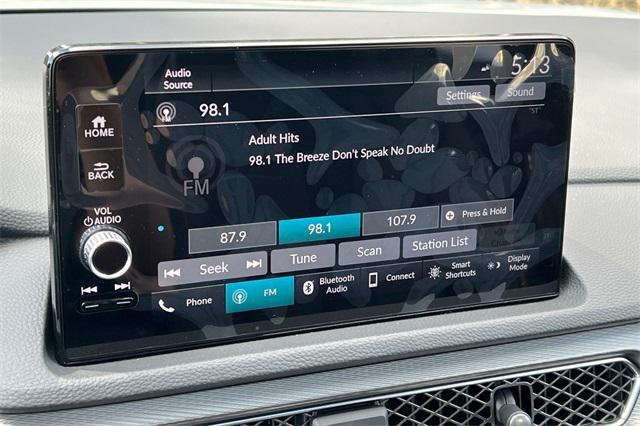 Audio
Source
5:13
98.1
Settings
Sound
"ST"
Adult Hits
98.1 The Breeze Don't Speak No Doubt
FM
HOME
BACK
VOL
AUDIO
87.9
98.1
107.9
Press & Hold
Seek
Tune
Scan
Station List
Phone
FM
Bluetooth
Audio
Connect
Smart
Shortcuts
Display
Mode